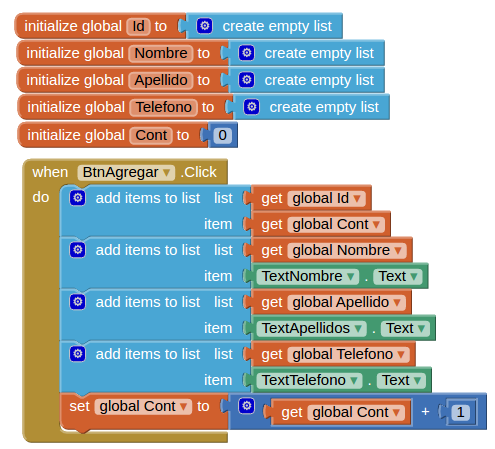 initialize global Id to create empty list
initialize global Nombre to create empty list
initialize global Apellido to create empty list
initialize global Telefono to create empty list
initialize global Cont to 0
when BtnAgregar .Click
do add items to list list get global Id
item get global Cont
add items to list list get global Nombre
item TextNombre . Text
add items to list list get global Apellido
item TextApellidos . Text
add items to list list get global Telefono
item TextTelefono . Text
set global Cont to get global Cont + 1